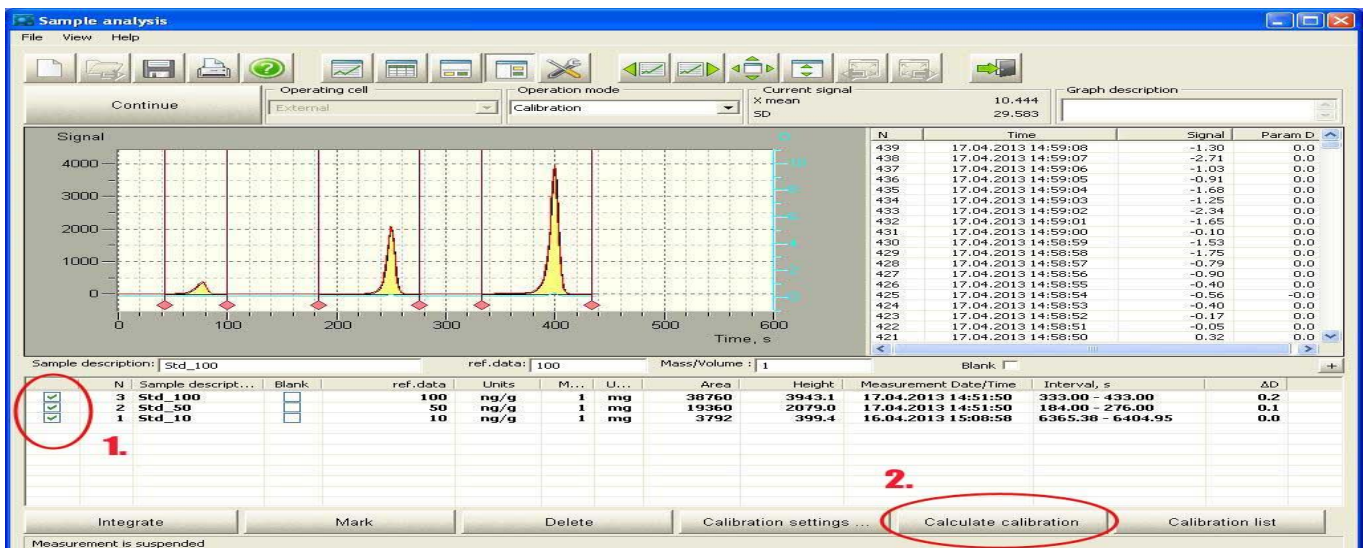 Sample analysis
File View Help
Continue
Operating cell
External
Operation mode
Calibration
Current signal
X mean 10.444
SD 29.583
Graph description
Signal
4000
3000
2000
1000
0
0 100 200 300 400 500 600
Time, s
N Time Signal Param D
439 17.04.2013 14:59:08 -1.30 0.0
438 17.04.2013 14:59:07 -2.71 0.0
437 17.04.2013 14:59:06 -1.03 0.0
436 17.04.2013 14:59:05 -0.91 0.0
435 17.04.2013 14:59:04 -1.68 0.0
434 17.04.2013 14:59:03 -1.25 0.0
433 17.04.2013 14:59:02 -2.34 0.0
432 17.04.2013 14:59:01 -1.65 0.0
431 17.04.2013 14:59:00 -0.10 0.0
430 17.04.2013 14:58:59 -1.53 0.0
429 17.04.2013 14:58:58 -1.75 0.0
428 17.04.2013 14:58:57 -0.79 0.0
427 17.04.2013 14:58:56 -0.90 0.0
426 17.04.2013 14:58:55 -0.40 0.0
425 17.04.2013 14:58:54 -0.56 0.0
424 17.04.2013 14:58:53 -0.40 0.0
423 17.04.2013 14:58:52 -0.17 0.0
422 17.04.2013 14:58:51 -0.05 0.0
421 17.04.2013 14:58:50 0.32 0.0
Sample description: Std_100 ref.data: 100 Mass/Volume : 1 Blank
N Sample descript... Blank ref.data Units M... U... Area Height Measurement Date/Time Interval, s ΔD
3 Std_100 100 ng/g 1 mg 38760 3943.1 17.04.2013 14:51:50 333.00 - 433.00 0.2
2 Std_50 50 ng/g 1 mg 19360 2079.0 17.04.2013 14:51:50 184.00 - 276.00 0.1
1 Std_10 10 ng/g 1 mg 3792 399.4 16.04.2013 15:08:58 6365.38 - 6404.95 0.0
1.
2.
Integrate Mark Delete Calibration settings ... Calculate calibration Calibration list
Measurement is suspended